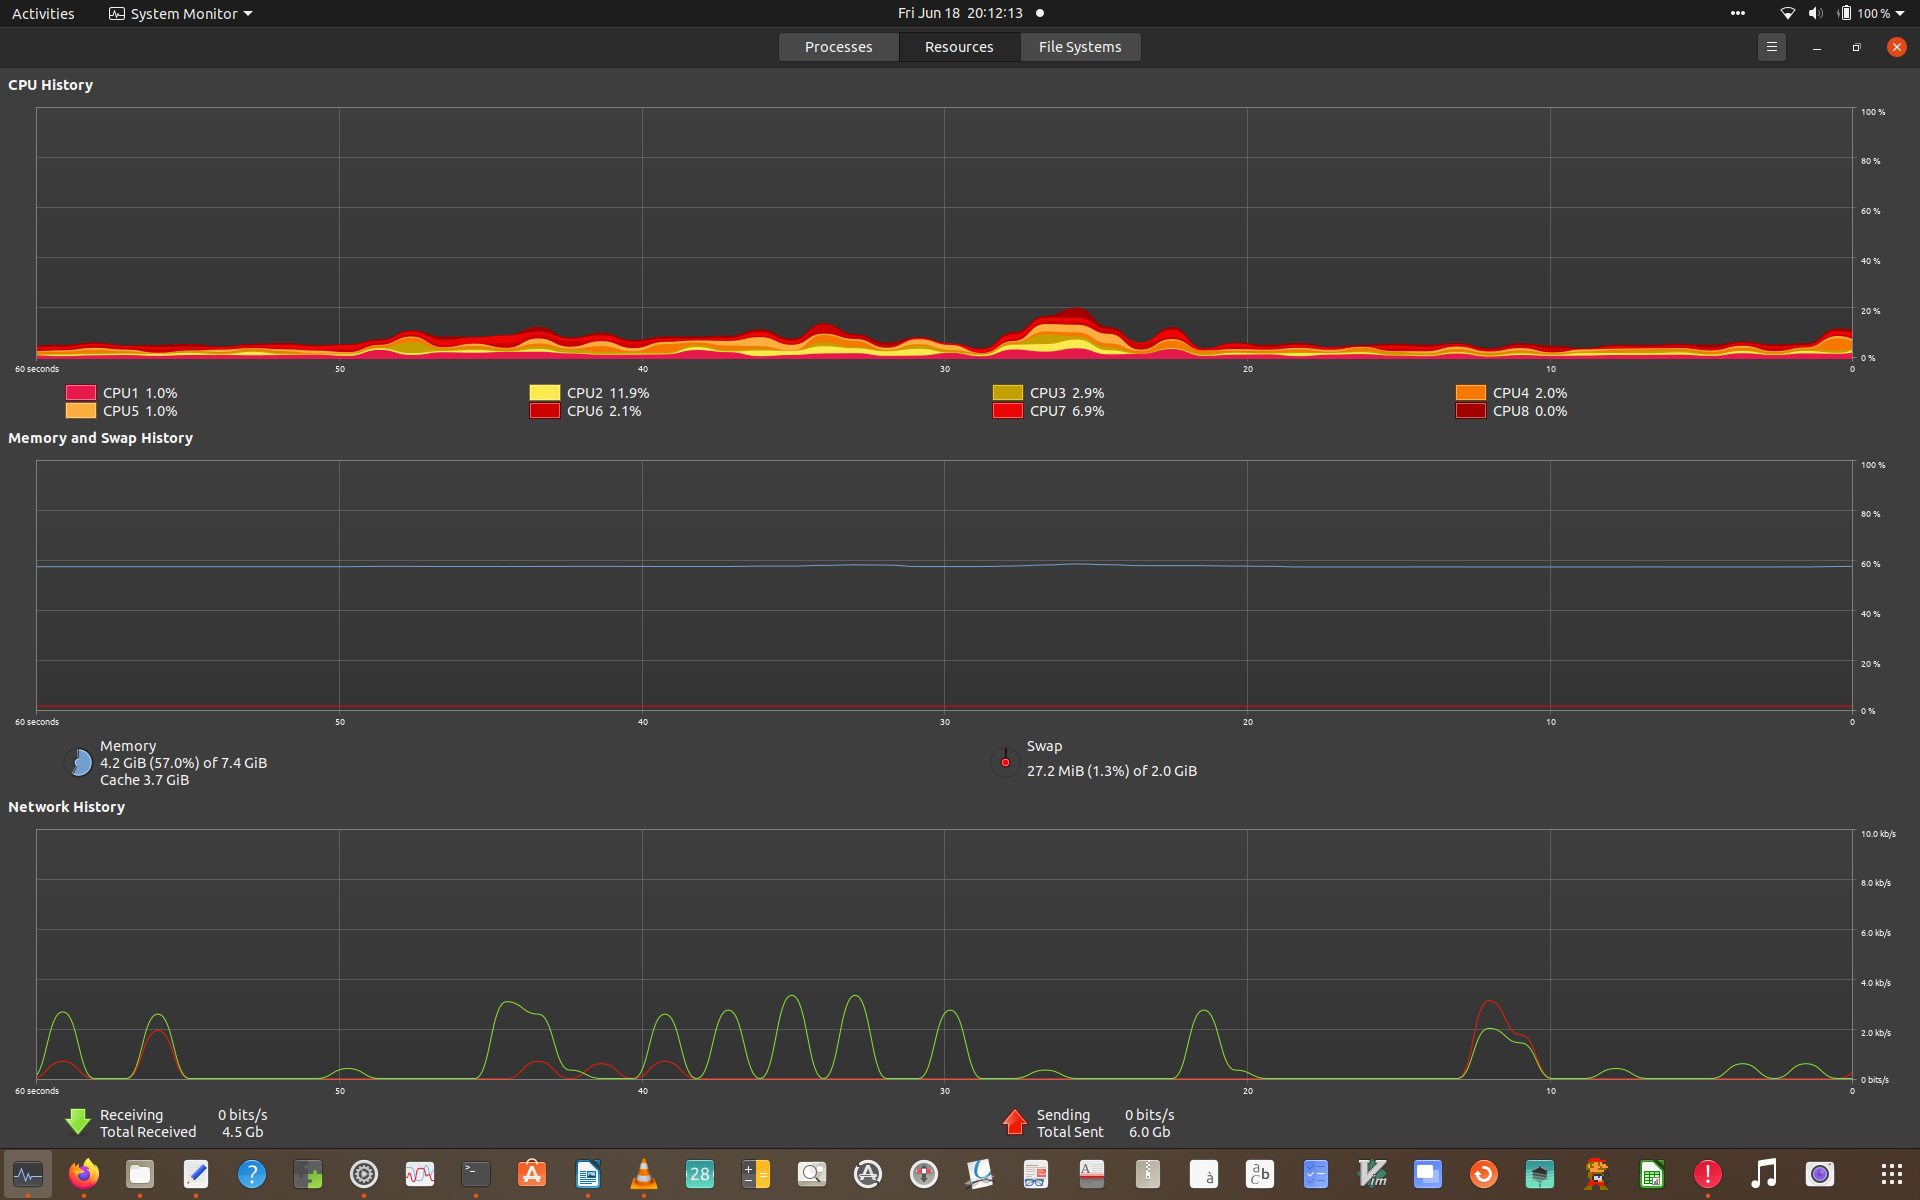 Activities
System Monitor
Fri Jun 18 20:12:13
100 %
Processes
Resources
File Systems
CPU History
100 %
80 %
60 %
40 %
20 %
0 %
60 seconds
50
40
30
20
10
0
CPU1 1.0%
CPU2 11.9%
CPU3 2.9%
CPU4 2.0%
CPU5 1.0%
CPU6 2.1%
CPU7 6.9%
CPU8 0.0%
Memory and Swap History
100 %
80 %
60 %
40 %
20 %
0 %
60 seconds
50
40
30
20
10
0
Memory
4.2 GiB (57.0%) of 7.4 GiB
Cache 3.7 GiB
Swap
27.2 MiB (1.3%) of 2.0 GiB
Network History
10.0 kb/s
8.0 kb/s
6.0 kb/s
4.0 kb/s
2.0 kb/s
0 bits/s
60 seconds
50
40
30
20
10
0
Receiving 0 bits/s
Total Received 4.5 Gb
Sending 0 bits/s
Total Sent 6.0 Gb
28